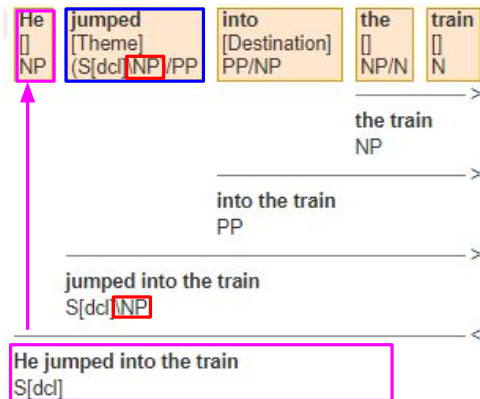 He jumped into the train
[] [Theme] [Destination] [] []
NP (S[dcl]\NP)/PP PP/NP NP/N N
>
the train
NP
>
into the train
PP
>
jumped into the train
S[dcl]\NP
<
He jumped into the train
S[dcl]